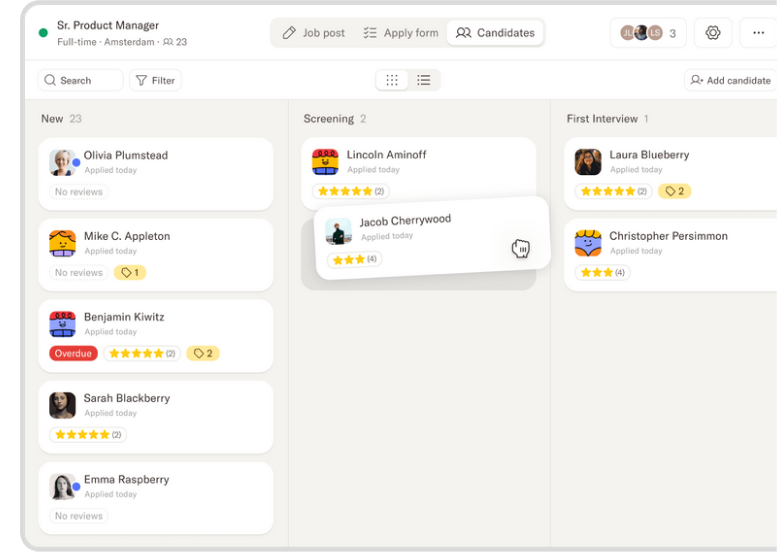 Sr. Product Manager
Full-time · Amsterdam · 23
Job post
Apply form
Candidates
JL LS 3
Search
Filter
Add candidate
New 23
Olivia Plumstead
Applied today
No reviews
Mike C. Appleton
Applied today
No reviews 1
Benjamin Kiwitz
Applied today
Overdue (2) 2
Sarah Blackberry
Applied today
(2)
Emma Raspberry
Applied today
No reviews
Screening 2
Lincoln Aminoff
Applied today
(2)
Jacob Cherrywood
Applied today
(4)
First Interview 1
Laura Blueberry
Applied today
(2) 2
Christopher Persimmon
Applied today
(4)